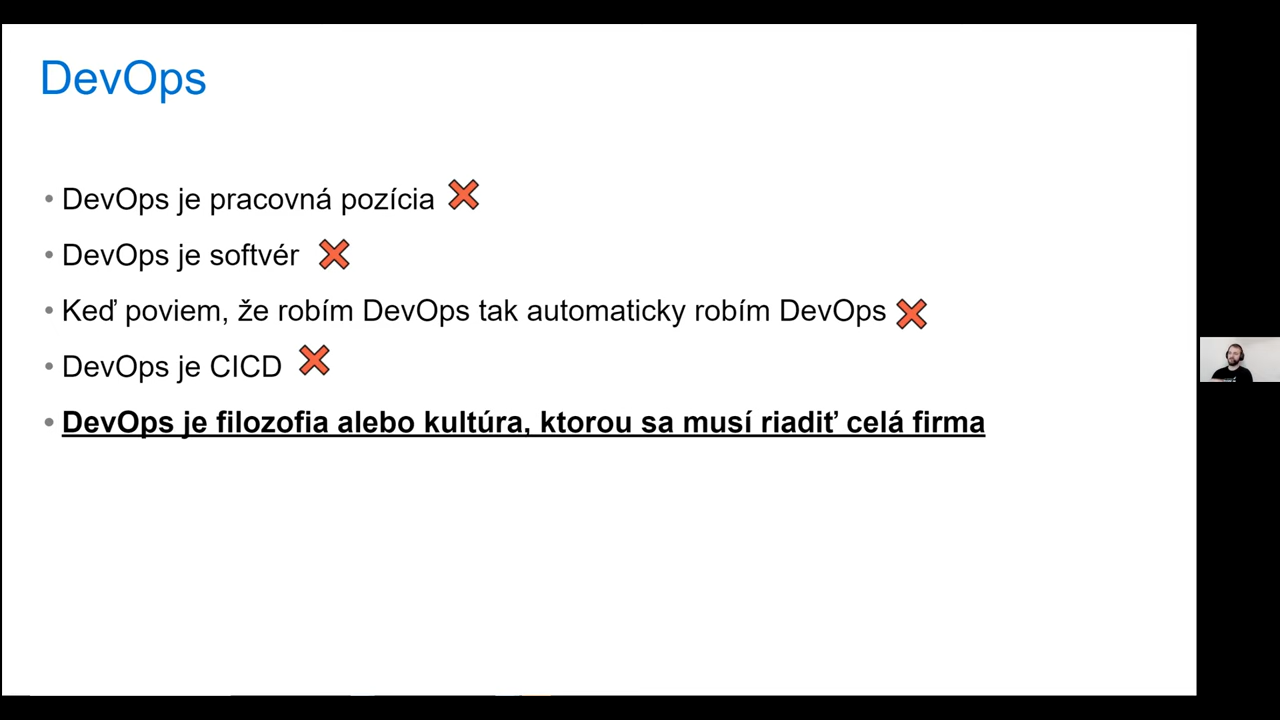 DevOps
• DevOps je pracovná pozícia
• DevOps je softvér
• Keď poviem, že robím DevOps tak automaticky robím DevOps
• DevOps je CICD
• DevOps je filozofia alebo kultúra, ktorou sa musí riadiť celá firma